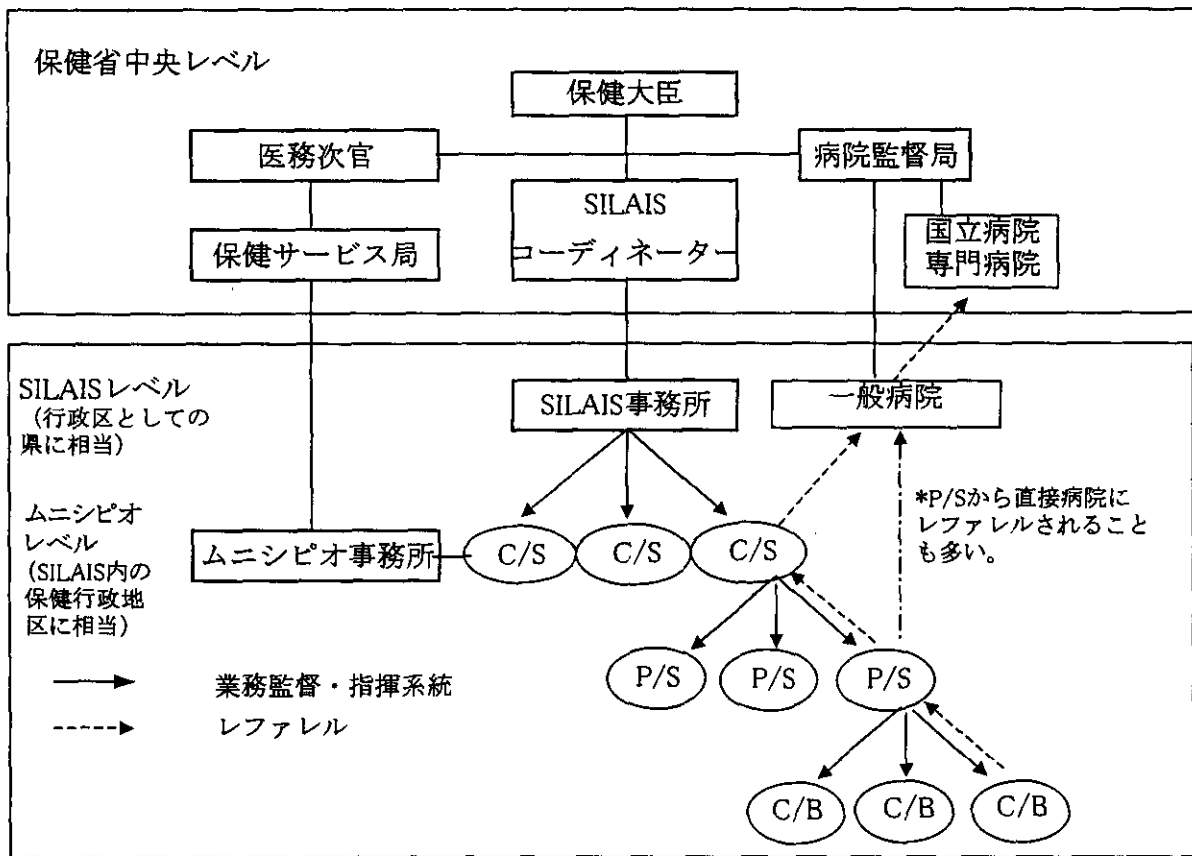 保健省中央レベル
保健大臣
医務次官
病院監督局
SILAIS
コーディネーター
保健サービス局
国立病院
専門病院
SILAISレベル
(行政区としての
県に相当)
SILAIS事務所
一般病院
*P/Sから直接病院に
レファレルされること
も多い。
ムニシピオ
レベル
(SILAIS内の
保健行政地
区に相当)
ムニシピオ事務所
C/S
C/S
C/S
P/S
P/S
P/S
業務監督・指揮系統
レファレル
C/B
C/B
C/B